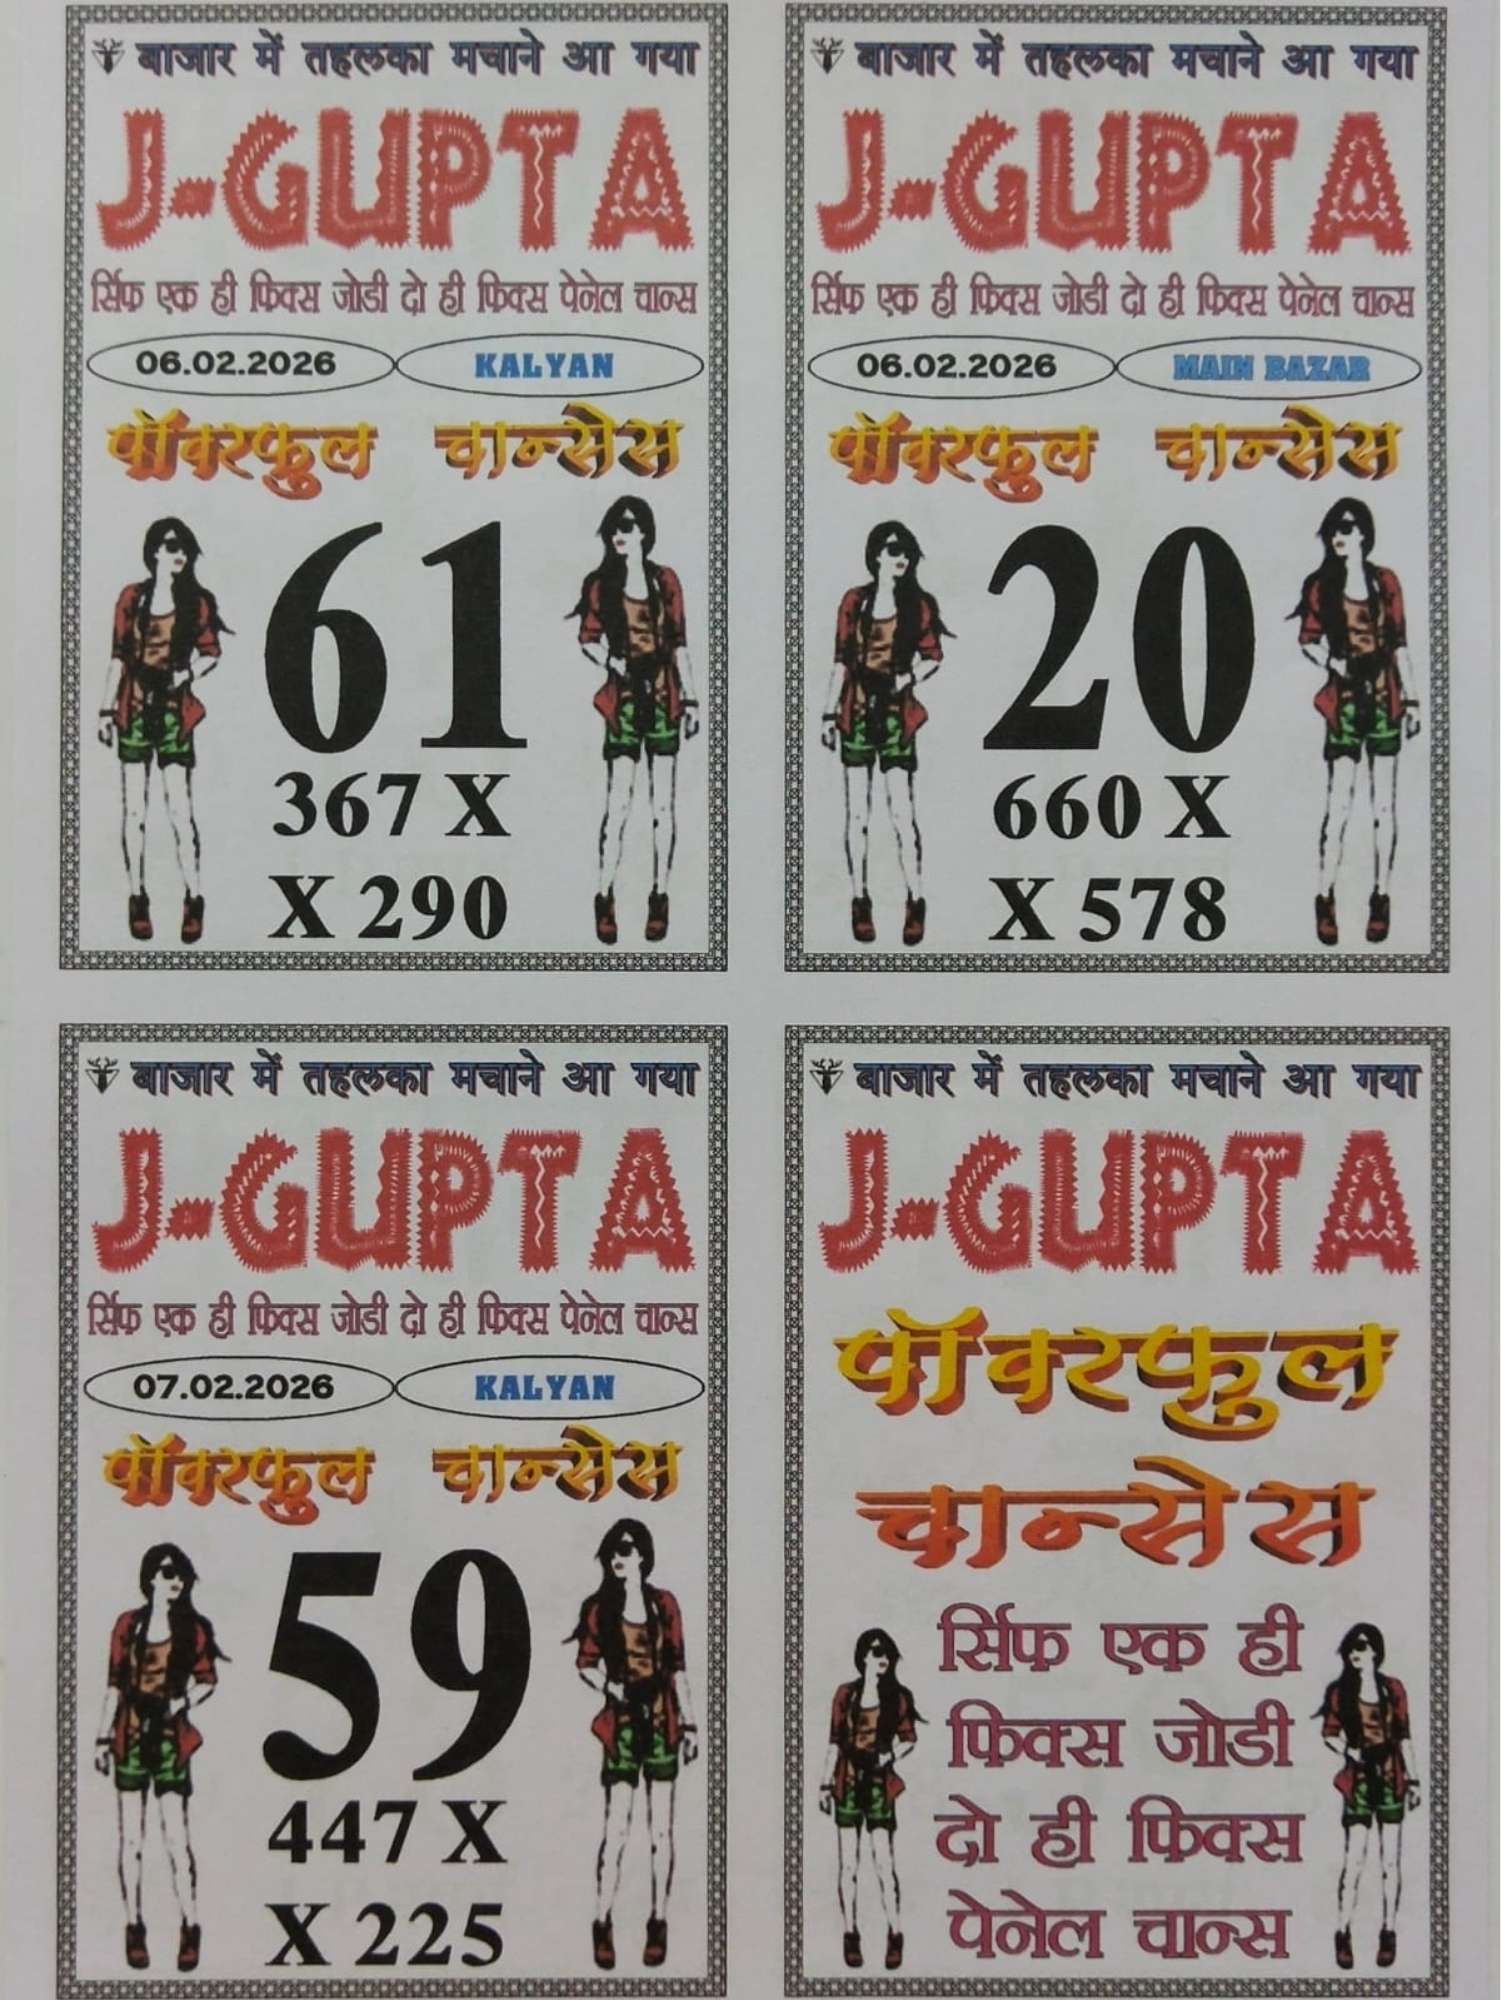 बाजार में तहलका मचाने आ गया
J-GUPTA
र्सिफ एक ही फिक्स जोडी दो ही फिक्स पेनेल चान्स
06.02.2026 KALYAN
पॉवरफुल चान्सेस
61
367 X
X 290
बाजार में तहलका मचाने आ गया
J-GUPTA
र्सिफ एक ही फिक्स जोडी दो ही फिक्स पेनेल चान्स
06.02.2026 MAIN BAZAR
पॉवरफुल चान्सेस
20
660 X
X 578
बाजार में तहलका मचाने आ गया
J-GUPTA
र्सिफ एक ही फिक्स जोडी दो ही फिक्स पेनेल चान्स
07.02.2026 KALYAN
पॉवरफुल चान्सेस
59
447 X
X 225
बाजार में तहलका मचाने आ गया
J-GUPTA
पॉवरफुल
चान्सेस
र्सिफ एक ही
फिक्स जोडी
दो ही फिक्स
पेनेल चान्स